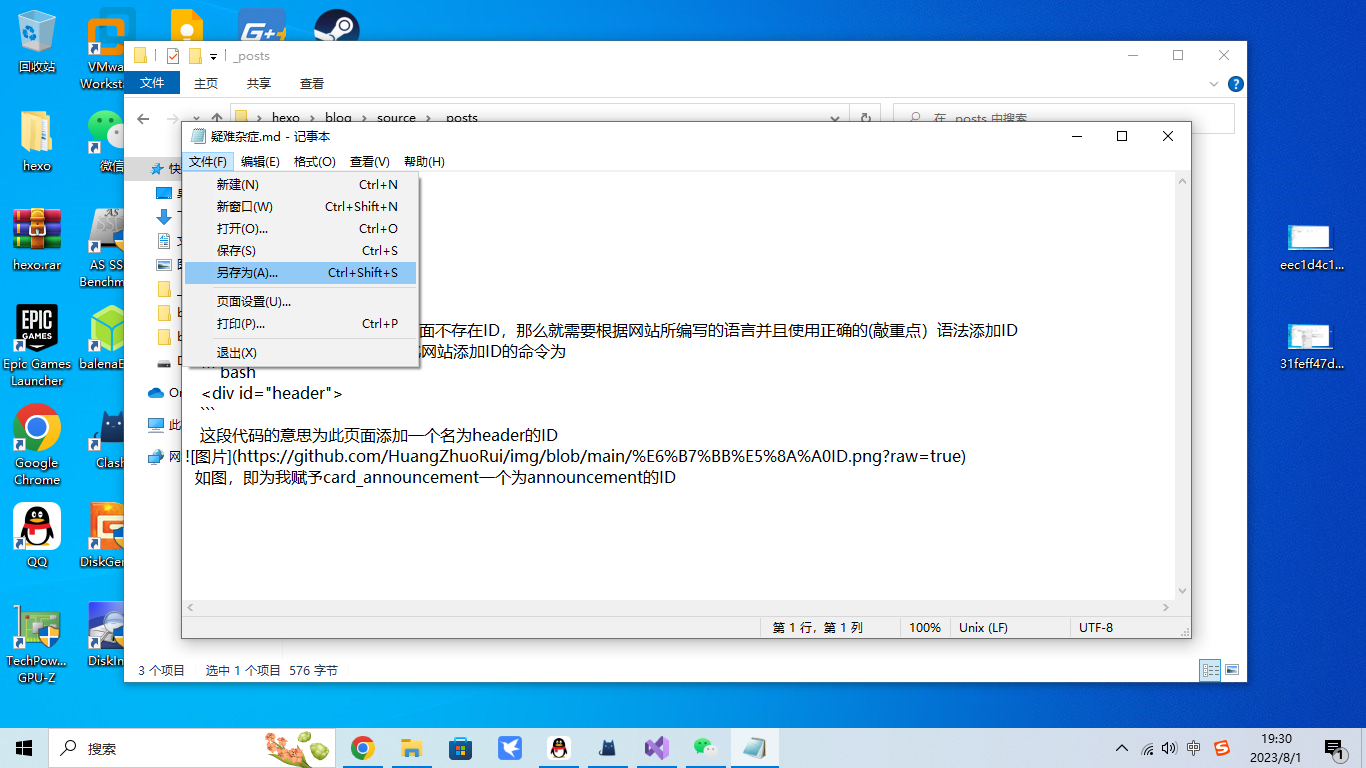 回收站
VMwa
Worksta
G++
_posts
文件
主页
共享
查看
hexo
blog
source
_posts
在 _posts 中搜索
疑难杂症.md - 记事本
文件(F)
编辑(E)
格式(O)
查看(V)
帮助(H)
新建(N) Ctrl+N
新窗口(W) Ctrl+Shift+N
打开(O)... Ctrl+O
保存(S) Ctrl+S
另存为(A)... Ctrl+Shift+S
页面设置(U)...
打印(P)... Ctrl+P
退出(X)
面不存在ID，那么就需要根据网站所编写的语言并且使用正确的(敲重点）语法添加ID
网站添加ID的命令为
bash
<div id="header">
```
这段代码的意思为此页面添加一个名为header的ID
![图片](https://github.com/HuangZhuoRui/img/blob/main/%E6%B7%BB%E5%8A%A0ID.png?raw=true)
如图，即为我赋予card_announcement一个为announcement的ID
第 1 行，第 1 列
100%
Unix (LF)
UTF-8
3 个项目
选中 1 个项目 576 字节
hexo
微信
快
hexo.rar
AS SS
Benchm
Epic Games
Launcher
balenaE
Google
Chrome
Clash
QQ
DiskGen
TechPow...
GPU-Z
DiskIn
On
此
网
eec1d4c1...
31feff47d...
搜索
中
19:30
2023/8/1
1